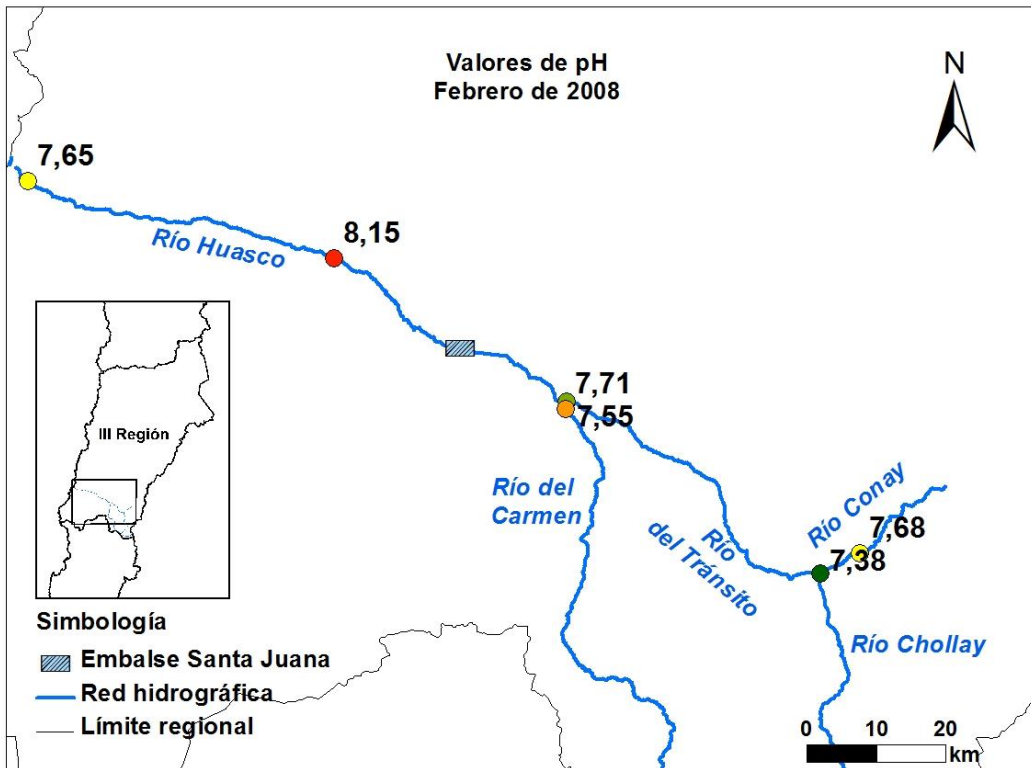 Valores de pH
Febrero de 2008
N
7,65
8,15
Río Huasco
7,71
7,55
III Región
Río del
Carmen
Río Conay
7,68
Río
del Tránsito
7,38
Río Chollay
Simbología
Embalse Santa Juana
Red hidrográfica
Límite regional
0 10 20
km